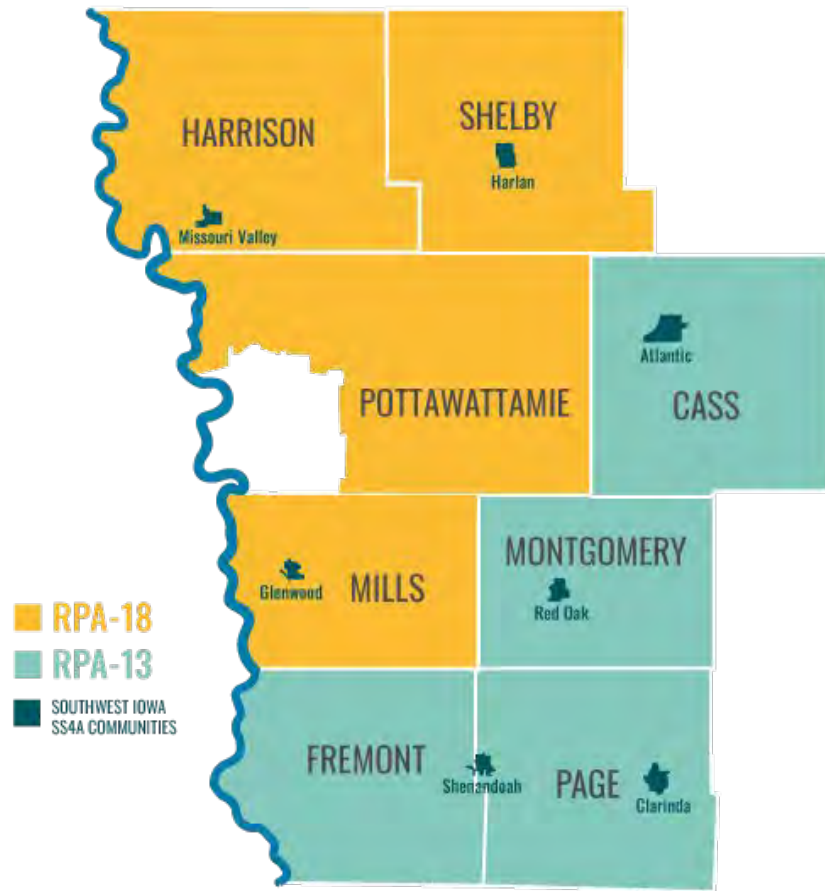 HARRISON
SHELBY
Harlan
Missouri Valley
Atlantic
POTTAWATTAMIE
CASS
MONTGOMERY
Glenwood
MILLS
Red Oak
RPA-18
RPA-13
SOUTHWEST IOWA
SS4A COMMUNITIES
FREMONT
Shenandoah
PAGE
Clarinda